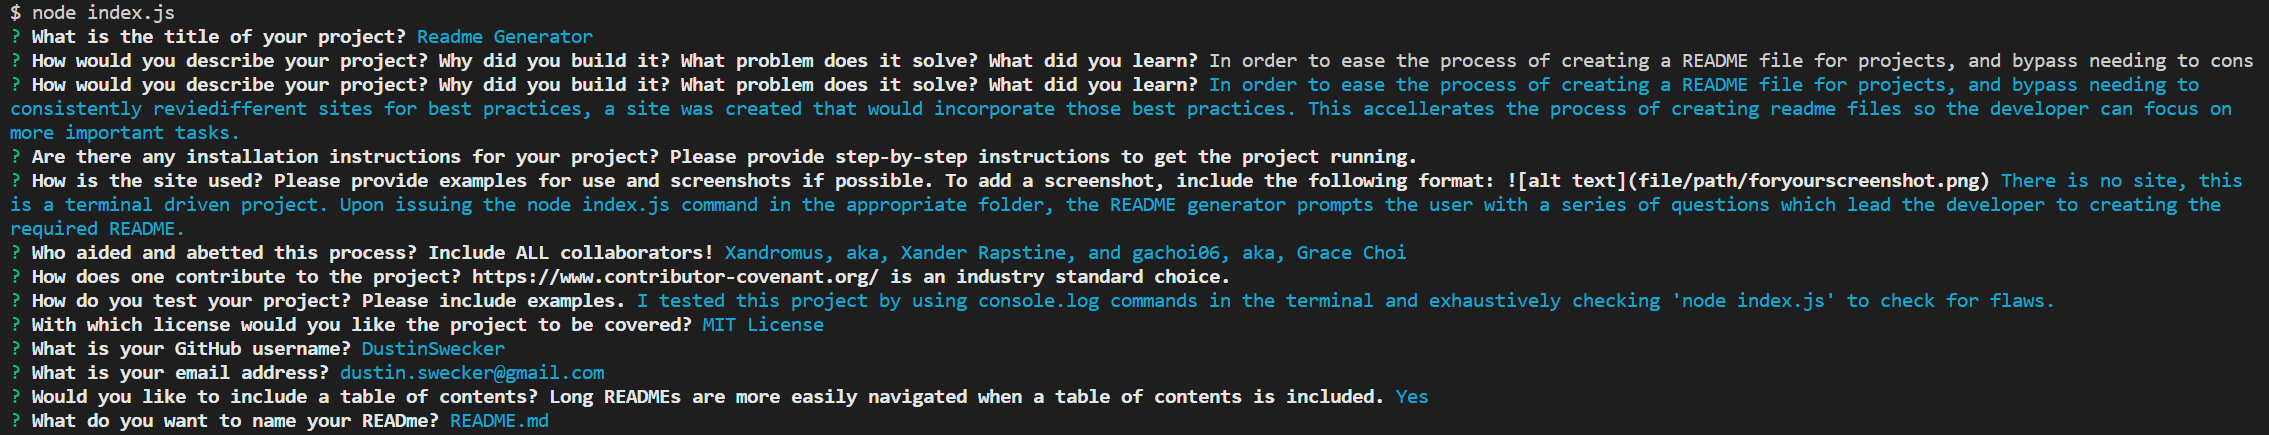 $ node index.js
? What is the title of your project? Readme Generator
? How would you describe your project? Why did you build it? What problem does it solve? What did you learn? In order to ease the process of creating a README file for projects, and bypass needing to cons
? How would you describe your project? Why did you build it? What problem does it solve? What did you learn? In order to ease the process of creating a README file for projects, and bypass needing to
consistently reviedifferent sites for best practices, a site was created that would incorporate those best practices. This accellerates the process of creating readme files so the developer can focus on
more important tasks.
? Are there any installation instructions for your project? Please provide step-by-step instructions to get the project running.
? How is the site used? Please provide examples for use and screenshots if possible. To add a screenshot, include the following format: ![alt text](file/path/foryourscreenshot.png) There is no site, this
is a terminal driven project. Upon issuing the node index.js command in the appropriate folder, the README generator prompts the user with a series of questions which lead the developer to creating the
required README.
? Who aided and abetted this process? Include ALL collaborators! Xandromus, aka, Xander Rapstine, and gachoi06, aka, Grace Choi
? How does one contribute to the project? https://www.contributor-covenant.org/ is an industry standard choice.
? How do you test your project? Please include examples. I tested this project by using console.log commands in the terminal and exhaustively checking 'node index.js' to check for flaws.
? With which license would you like the project to be covered? MIT License
? What is your GitHub username? DustinSwecker
? What is your email address? dustin.swecker@gmail.com
? Would you like to include a table of contents? Long READMEs are more easily navigated when a table of contents is included. Yes
? What do you want to name your READme? README.md